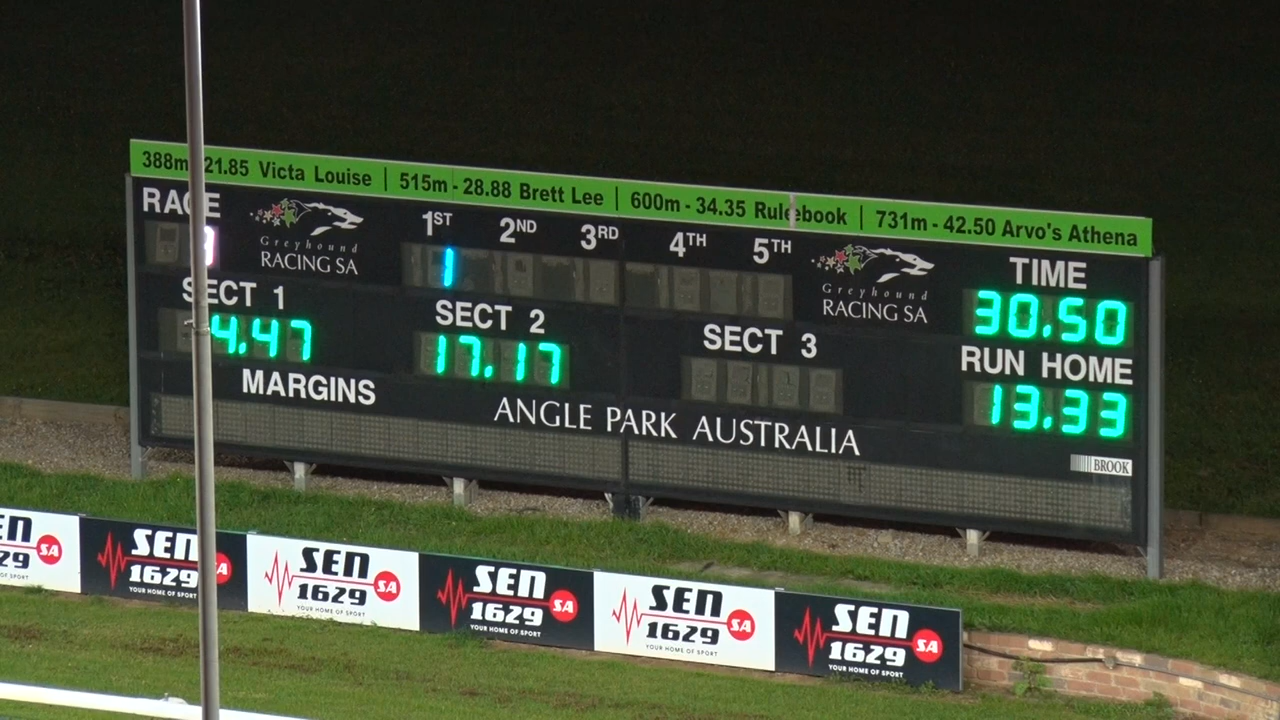 388m 21.85 Victa Louise | 515m - 28.88 Brett Lee | 600m - 34.35 Rulebook | 731m - 42.50 Arvo's Athena
RACE
Greyhound
RACING SA
1ST 2ND 3RD 4TH 5TH
1
Greyhound
RACING SA
TIME
30.50
SECT 1
4.47
SECT 2
17.17
SECT 3
RUN HOME
13.33
MARGINS
ANGLE PARK AUSTRALIA
BROOK
EN SA
SEN
1629 SA
YOUR HOME OF SPORT
SEN
1629 SA
YOUR HOME OF SPORT
SEN
1629 SA
YOUR HOME OF SPORT
SEN
1629 SA
YOUR HOME OF SPORT
SEN
1629 SA
YOUR HOME OF SPORT